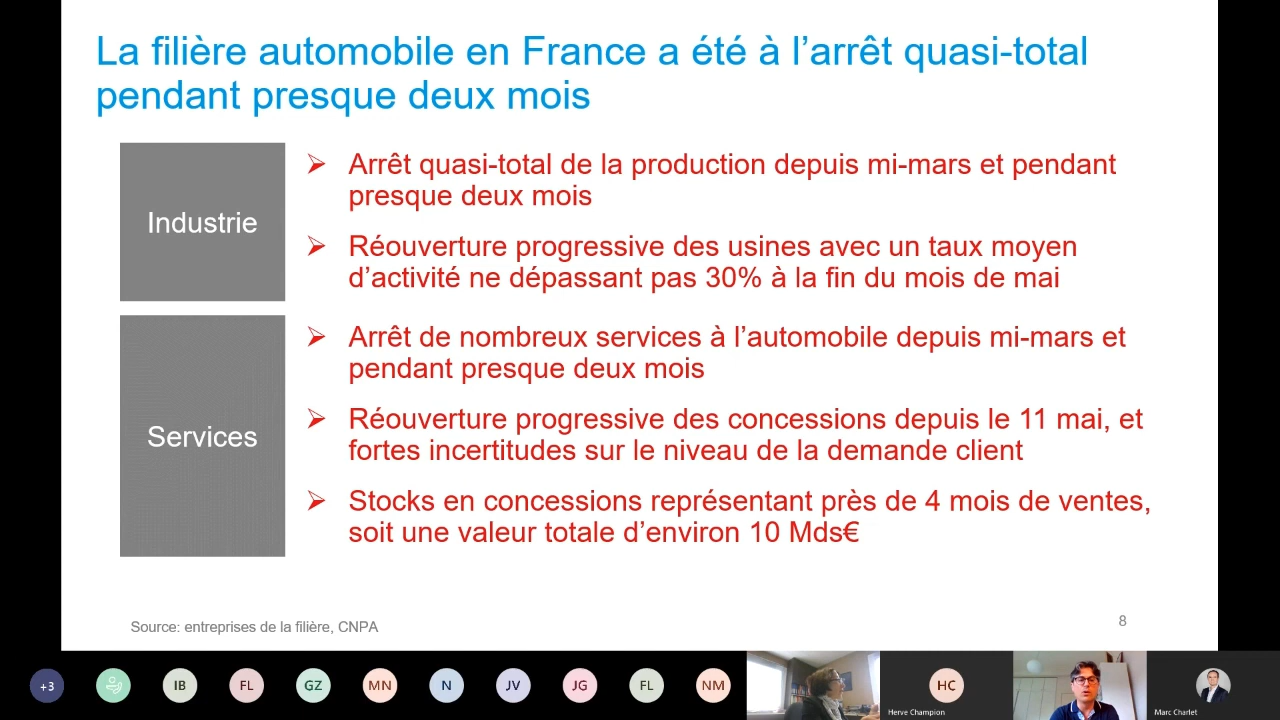 La filière automobile en France a été à l’arrêt quasi-total
pendant presque deux mois
Industrie
➢ Arrêt quasi-total de la production depuis mi-mars et pendant
presque deux mois
➢ Réouverture progressive des usines avec un taux moyen
d’activité ne dépassant pas 30% à la fin du mois de mai
Services
➢ Arrêt de nombreux services à l’automobile depuis mi-mars et
pendant presque deux mois
➢ Réouverture progressive des concessions depuis le 11 mai, et
fortes incertitudes sur le niveau de la demande client
➢ Stocks en concessions représentant près de 4 mois de ventes,
soit une valeur totale d’environ 10 Mds€
Source: entreprises de la filière, CNPA
8
+3
IB
FL
GZ
MN
N
JV
JG
FL
NM
HC
Herve Champion
Marc Charlet